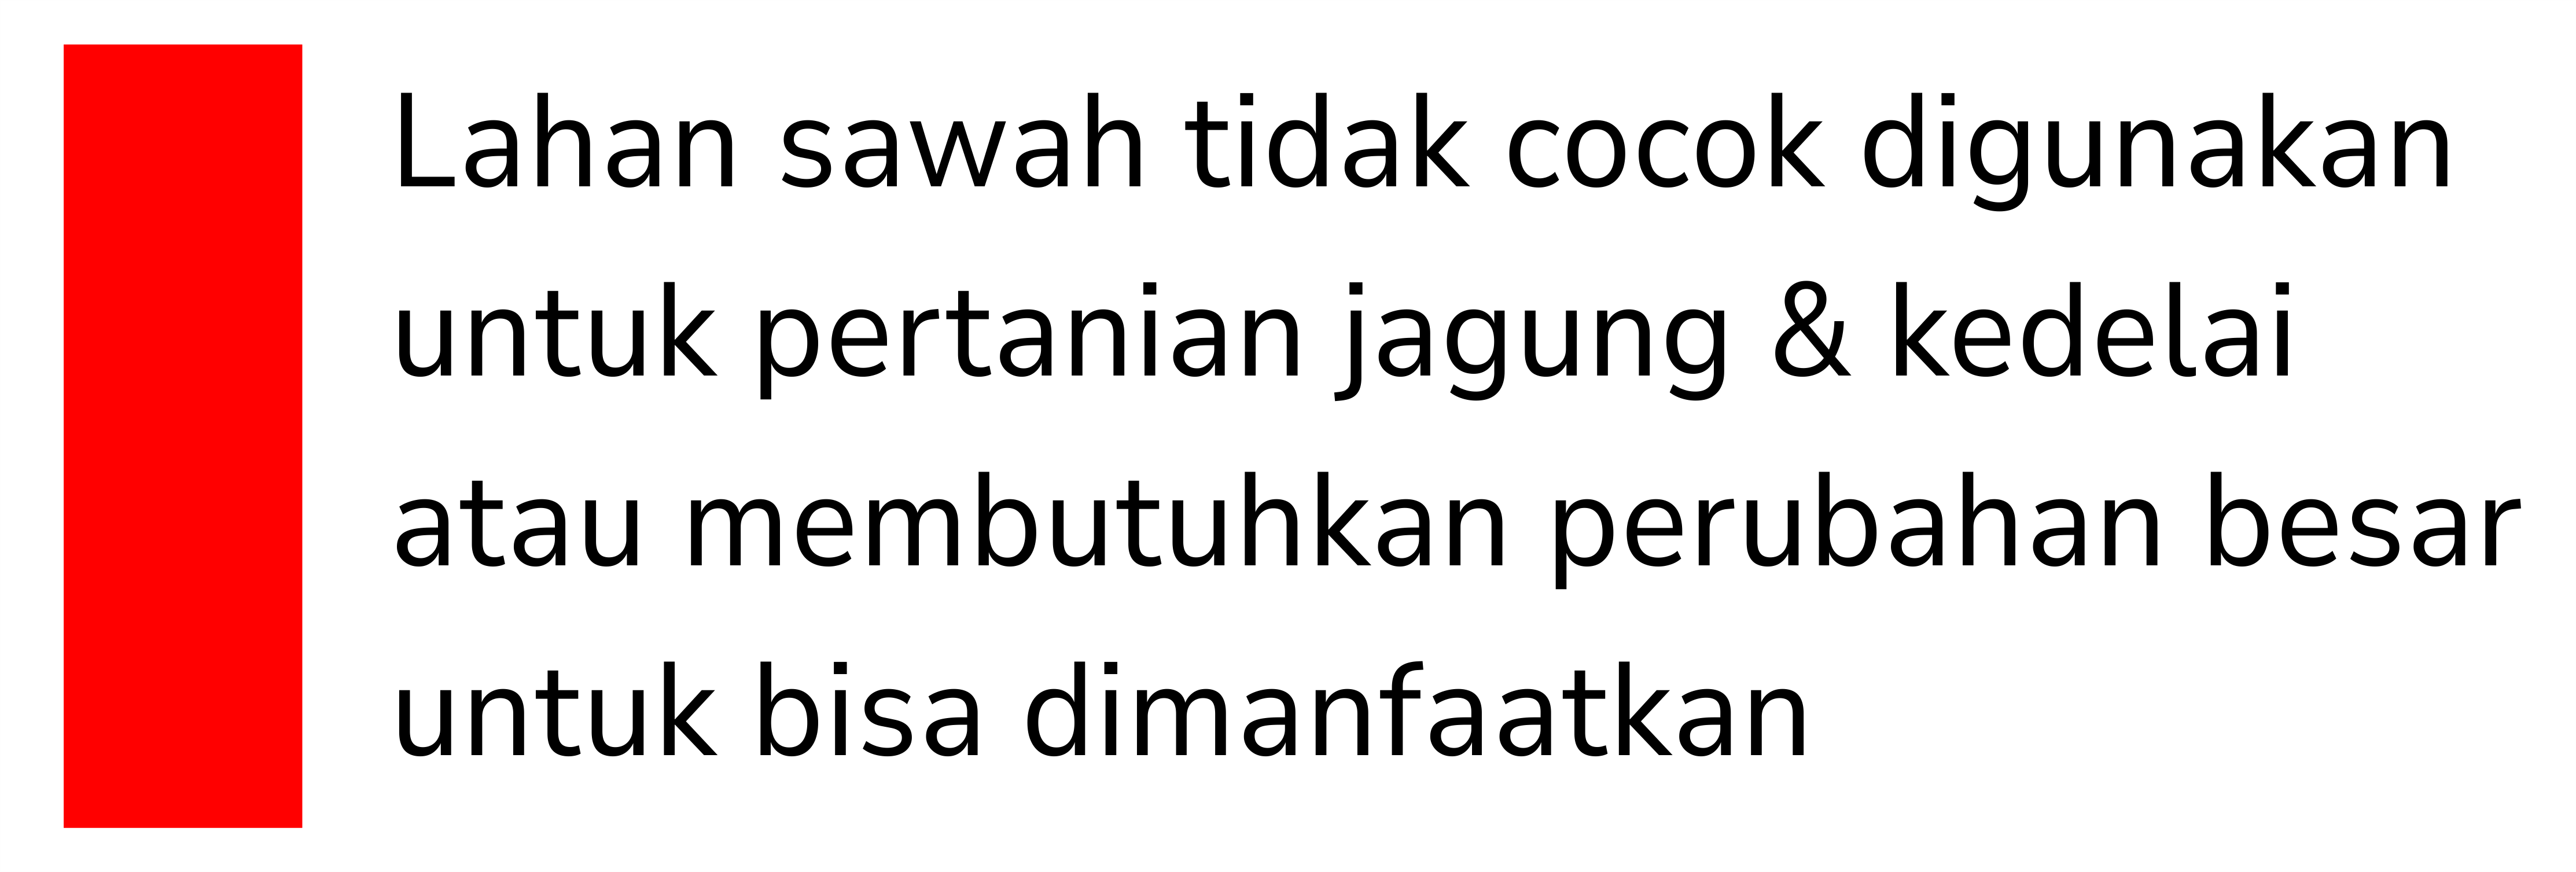 Lahan sawah tidak cocok digunakan
untuk pertanian jagung & kedelai
atau membutuhkan perubahan besar
untuk bisa dimanfaatkan